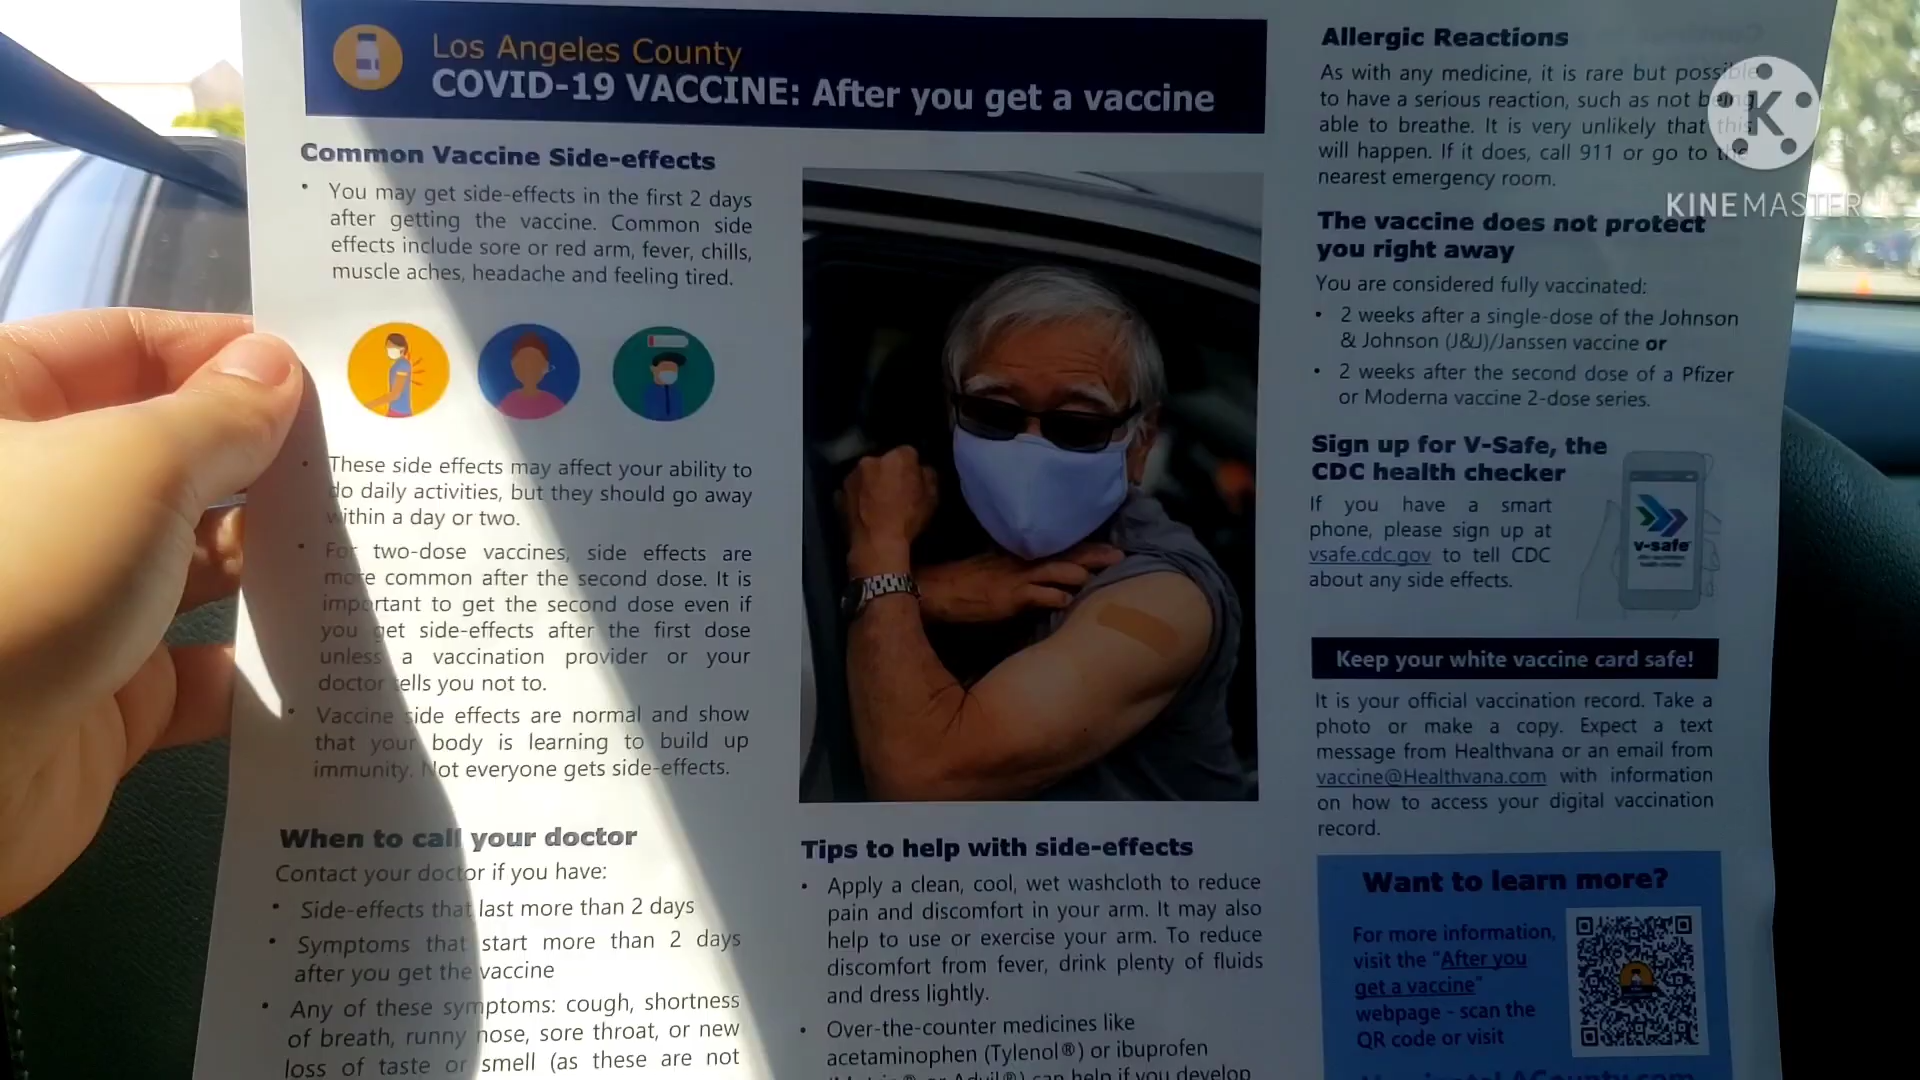 Los Angeles County
COVID-19 VACCINE: After you get a vaccine
Common Vaccine Side-effects
• You may get side-effects in the first 2 days
after getting the vaccine. Common side
effects include sore or red arm, fever, chills,
muscle aches, headache and feeling tired.
• These side effects may affect your ability to
do daily activities, but they should go away
within a day or two.
• For two-dose vaccines, side effects are
more common after the second dose. It is
important to get the second dose even if
you get side-effects after the first dose
unless a vaccination provider or your
doctor tells you not to.
• Vaccine side effects are normal and show
that your body is learning to build up
immunity. Not everyone gets side-effects.
When to call your doctor
Contact your doctor if you have:
• Side-effects that last more than 2 days
• Symptoms that start more than 2 days
after you get the vaccine
• Any of these symptoms: cough, shortness
of breath, runny nose, sore throat, or new
loss of taste or smell (as these are not
Tips to help with side-effects
• Apply a clean, cool, wet washcloth to reduce
pain and discomfort in your arm. It may also
help to use or exercise your arm. To reduce
discomfort from fever, drink plenty of fluids
and dress lightly.
• Over-the-counter medicines like
acetaminophen (Tylenol®) or ibuprofen
can help if you develop
Allergic Reactions
As with any medicine, it is rare but possible
to have a serious reaction, such as not being
able to breathe. It is very unlikely that this
will happen. If it does, call 911 or go to the
nearest emergency room.
The vaccine does not protect
you right away
You are considered fully vaccinated:
• 2 weeks after a single-dose of the Johnson
& Johnson (J&J)/Janssen vaccine or
• 2 weeks after the second dose of a Pfizer
or Moderna vaccine 2-dose series.
Sign up for V-Safe, the
CDC health checker
If you have a smart
phone, please sign up at
vsafe.cdc.gov to tell CDC
about any side effects.
v-safe
Keep your white vaccine card safe!
It is your official vaccination record. Take a
photo or make a copy. Expect a text
message from Healthvana or an email from
vaccine@Healthvana.com with information
on how to access your digital vaccination
record.
Want to learn more?
For more information,
visit the "After you
get a vaccine"
webpage - scan the
QR code or visit
K
KINEMASTER